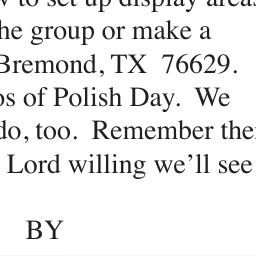 to set up display areas
he group or make a
Bremond, TX  76629.
os of Polish Day.  We
do, too.  Remember the
Lord willing we'll see
BY